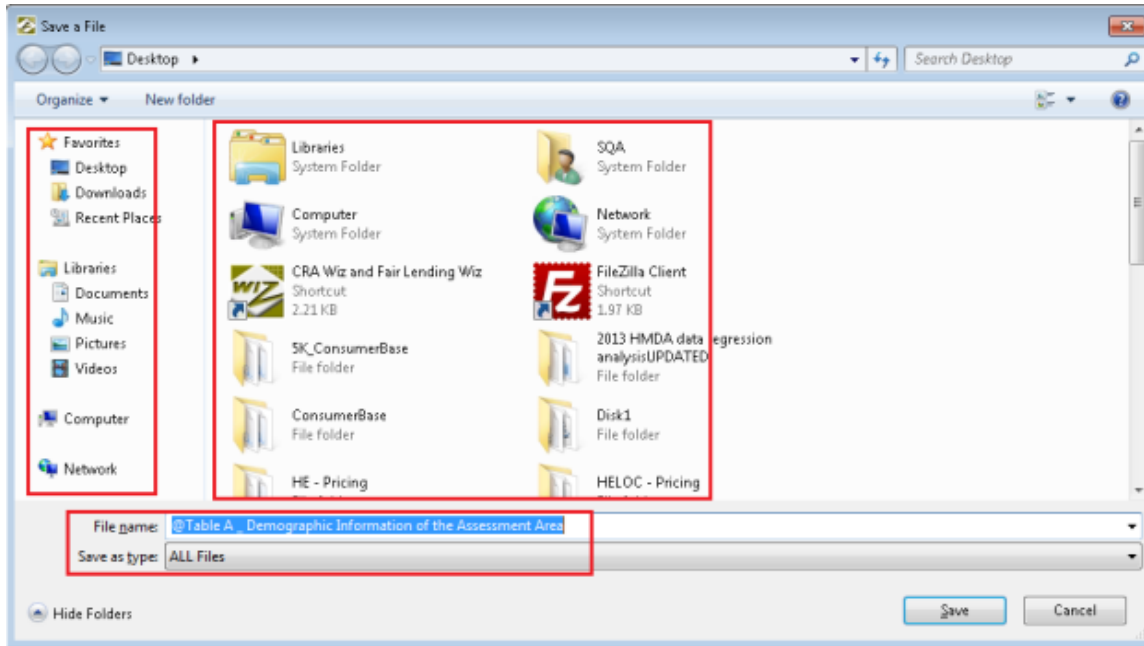 Save a File
Desktop
Search Desktop
Organize
New folder
Favorites
Desktop
Downloads
Recent Places
Libraries
Documents
Music
Pictures
Videos
Computer
Network
Libraries
System Folder
SQA
System Folder
Computer
System Folder
Network
System Folder
WIZ
CRA Wiz and Fair Lending Wiz
Shortcut
2.21 KB
FZ
FileZilla Client
Shortcut
1.97 KB
5K_ConsumerBase
File folder
2013 HMDA data regression
analysisUPDATED
File folder
ConsumerBase
File folder
Disk1
File folder
HE - Pricing
HELOC - Pricing
File name: @Table A _ Demographic Information of the Assessment Area
Save as type: ALL Files
Hide Folders
Save
Cancel